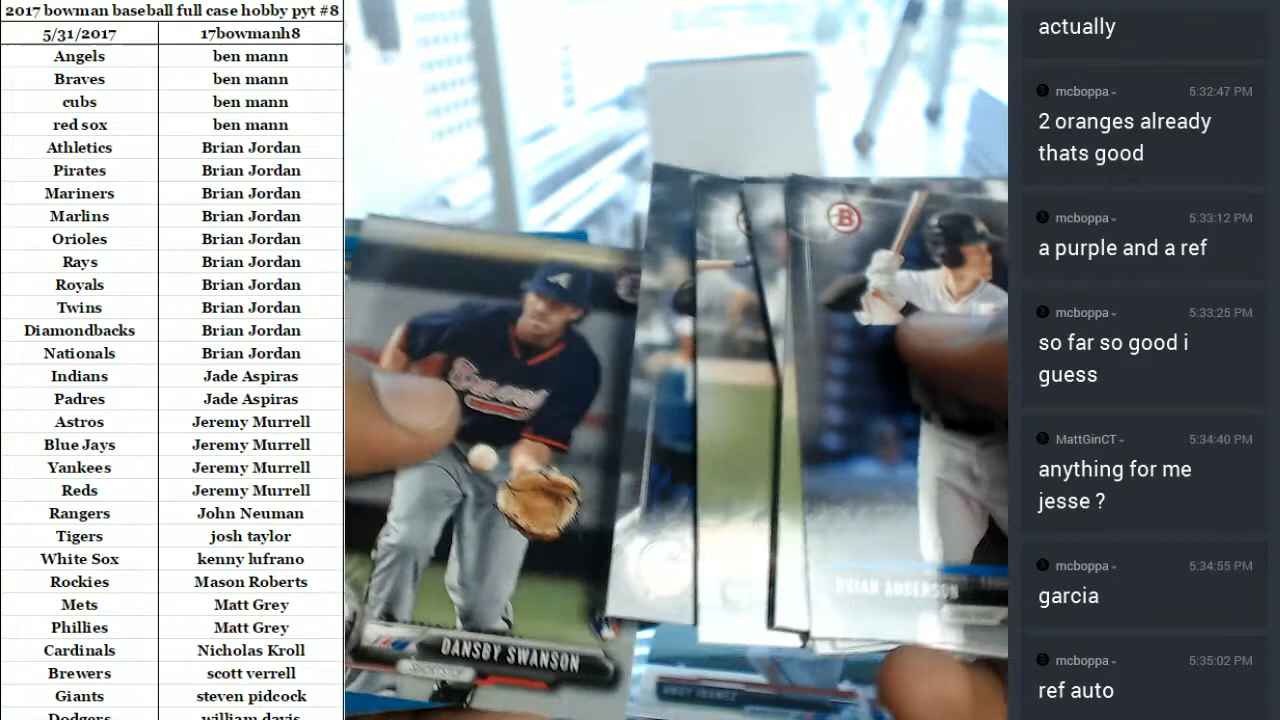 2017 bowman baseball full case hobby pyt #8
5/31/2017 17bowmanh8
Angels ben mann
Braves ben mann
cubs ben mann
red sox ben mann
Athletics Brian Jordan
Pirates Brian Jordan
Mariners Brian Jordan
Marlins Brian Jordan
Orioles Brian Jordan
Rays Brian Jordan
Royals Brian Jordan
Twins Brian Jordan
Diamondbacks Brian Jordan
Nationals Brian Jordan
Indians Jade Aspiras
Padres Jade Aspiras
Astros Jeremy Murrell
Blue Jays Jeremy Murrell
Yankees Jeremy Murrell
Reds Jeremy Murrell
Rangers John Neuman
Tigers josh taylor
White Sox kenny lufrano
Rockies Mason Roberts
Mets Matt Grey
Phillies Matt Grey
Cardinals Nicholas Kroll
Brewers scott verrell
Giants steven pidcock
Dodgers william davis
B
BRIAN ANDERSON
DANSBY SWANSON
actually
mcboppa 5:32:47 PM
2 oranges already
thats good
mcboppa 5:33:12 PM
a purple and a ref
mcboppa 5:33:25 PM
so far so good i
guess
MattGinCT 5:34:40 PM
anything for me
jesse ?
mcboppa 5:34:55 PM
garcia
mcboppa 5:35:02 PM
ref auto